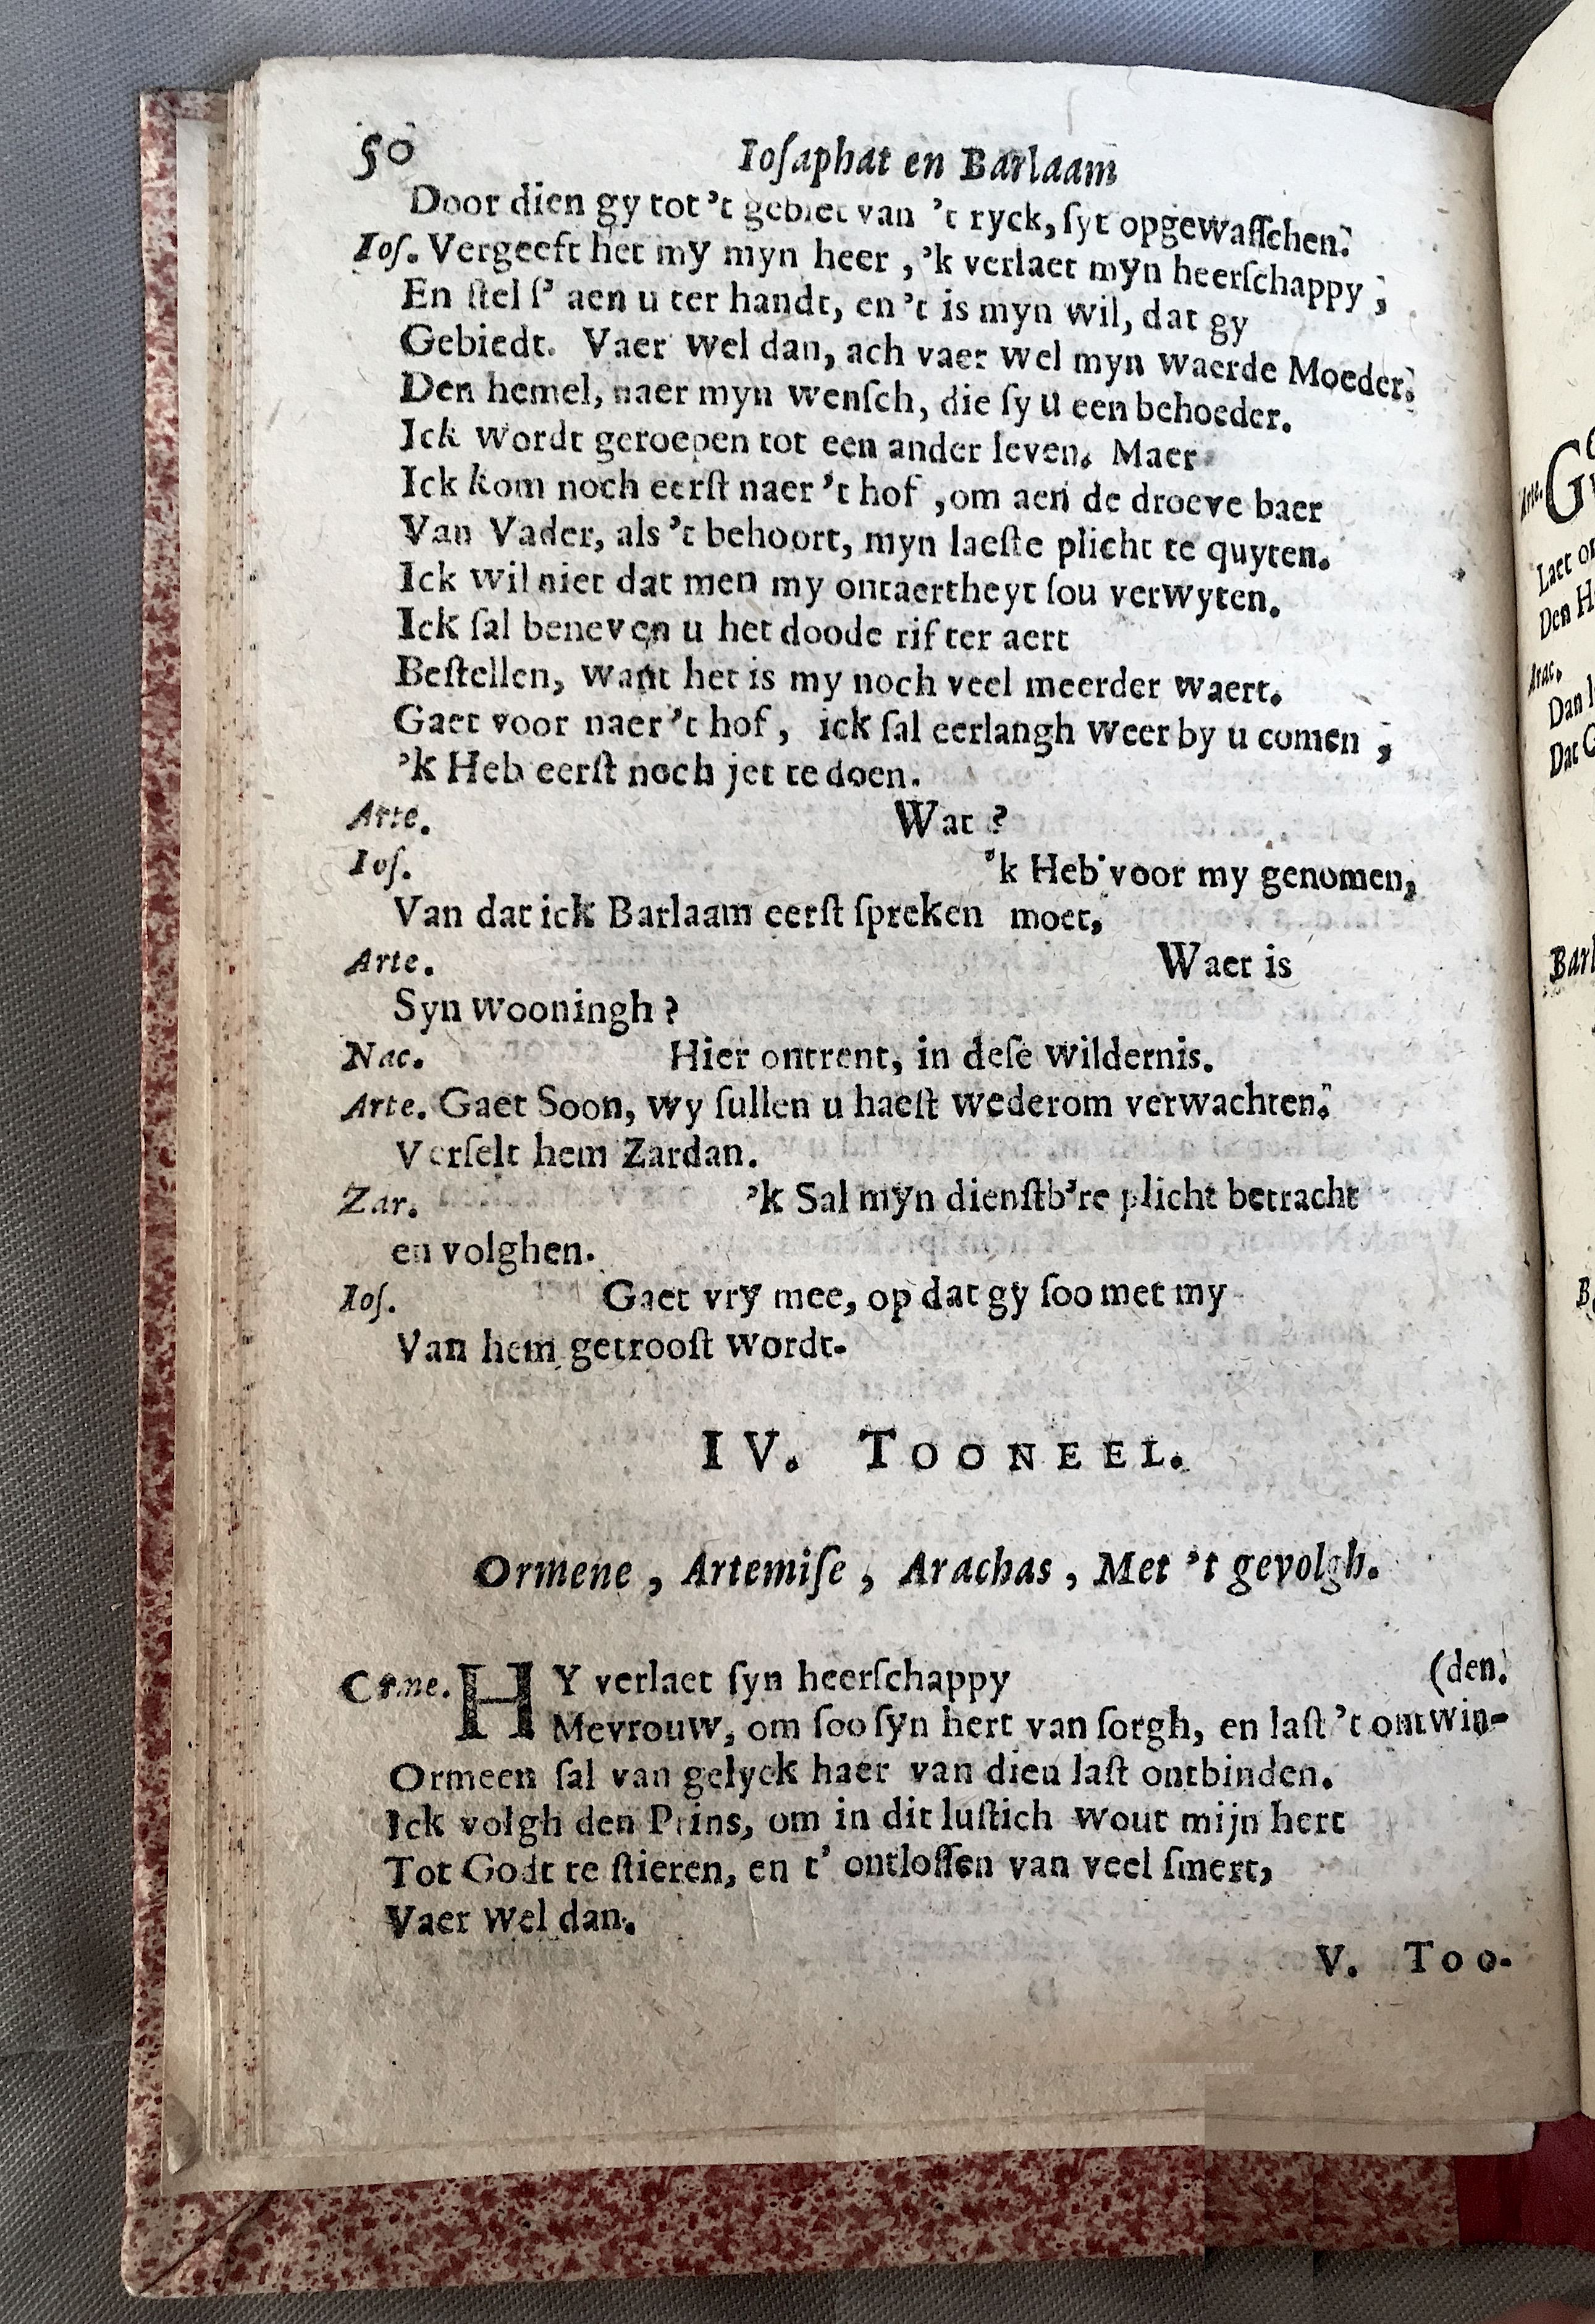 50 Ioſaphat en Barlaam
Door dien gy tot 't gebiet van 't ryck, ſyt opgewaſſchen.
Ioſ. Vergeeft het my myn heer, 'k verlaet myn heerſchappy,
En ſtel ſ' aen u ter handt, en 't is myn wil, dat gy
Gebiedt. Vaer wel dan, ach vaer wel myn waerde Moeder.
Den hemel, naer myn wenſch, die ſy u een behoeder.
Ick wordt geroepen tot een ander leven. Maer
Ick kom noch eerſt naer 't hof, om aen de droeve baer
Van Vader, als 't behoort, myn laeſte plicht te quyten.
Ick wil niet dat men my ontaertheyt ſou verwyten.
Ick ſal beneven u het doode rif ter aert
Beſtellen, want het is my noch veel meerder waert.
Gaet voor naer 't hof, ick ſal eerlangh weer by u comen,
'k Heb eerſt noch jet te doen.
Arte. Wat?
Ioſ. 'k Heb voor my genomen,
Van dat ick Barlaam eerſt ſpreken moet,
Arte. Waer is
Syn wooningh?
Nac. Hier ontrent, in deſe wildernis.
Arte. Gaet Soon, wy ſullen u haeſt wederom verwachten.
Verſelt hem Zardan.
Zar. 'k Sal myn dienſtb're plicht betracht
en volghen.
Ioſ. Gaet vry mee, op dat gy ſoo met my
Van hem getrooſt wordt.
IV. TOONEEL.
Ormene, Artemiſe, Arachas, Met 't gevolgh.
Orme. HY verlaet ſyn heerſchappy (den.
Mevrouw, om ſoo ſyn hert van ſorgh, en laſt 't ontwin-
Ormeen ſal van gelyck haer van dien laſt ontbinden.
Ick volgh den Prins, om in dit luſtich wout mijn hert
Tot Godt te ſtieren, en t' ontloſſen van veel ſmert,
Vaer wel dan.
V. Too-
Arte. G
Laet
Den H
Arac.
Dan
Dat
Barl